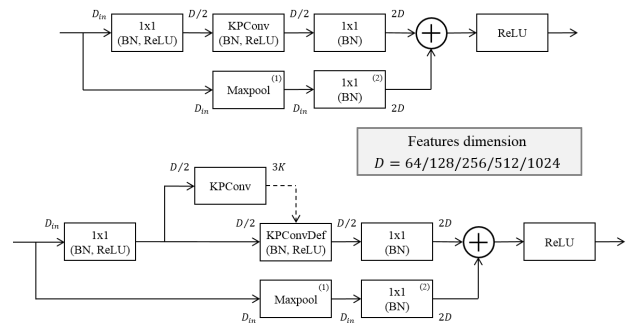 D_in
1x1
(BN, ReLU)
D/2
KPConv
(BN, ReLU)
D/2
1x1
(BN)
2D
+
ReLU
D_in
Maxpool
(1)
D_in
1x1
(BN)
(2)
2D
Features dimension
D = 64/128/256/512/1024
D/2
KPConv
3K
D_in
1x1
(BN, ReLU)
D/2
KPConvDef
(BN, ReLU)
D/2
1x1
(BN)
2D
+
ReLU
D_in
Maxpool
(1)
D_in
1x1
(BN)
(2)
2D